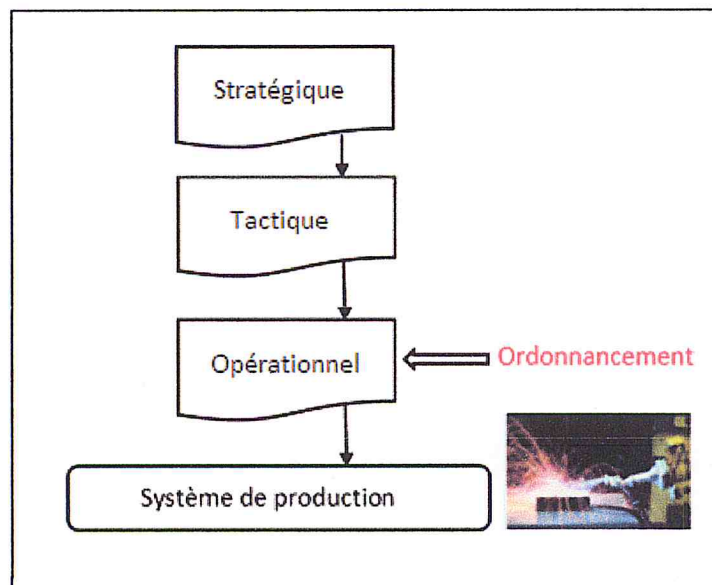 Stratégique
Tactique
Opérationnel
Ordonnancement
Système de production